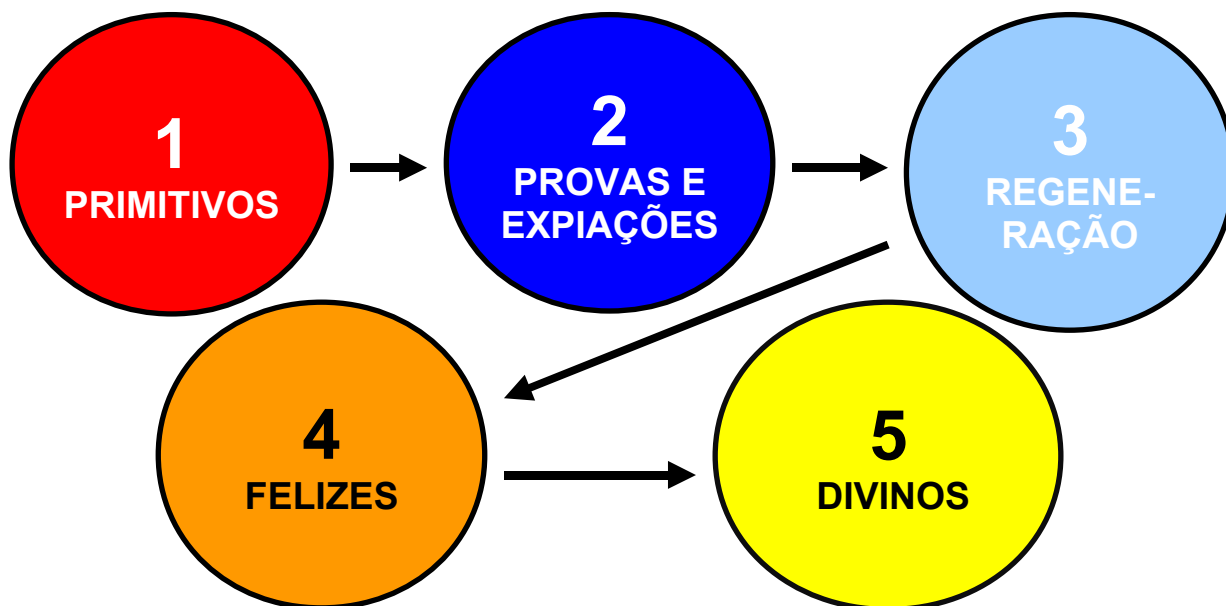 1
PRIMITIVOS
2
PROVAS E
EXPIAÇÕES
3
REGENE-
RAÇÃO
4
FELIZES
5
DIVINOS